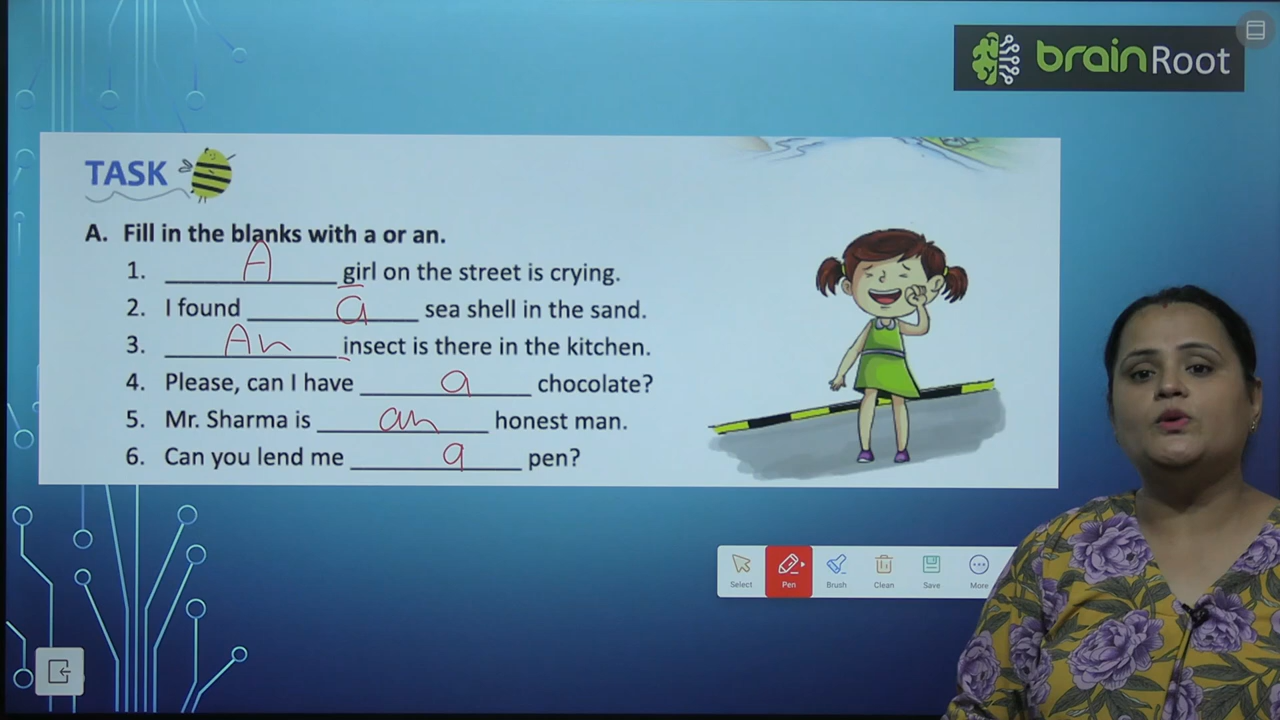 brainRoot
TASK
A. Fill in the blanks with a or an.
1. A girl on the street is crying.
2. I found a sea shell in the sand.
3. An insect is there in the kitchen.
4. Please, can I have a chocolate?
5. Mr. Sharma is an honest man.
6. Can you lend me a pen?
Select Pen Brush Clean Save More